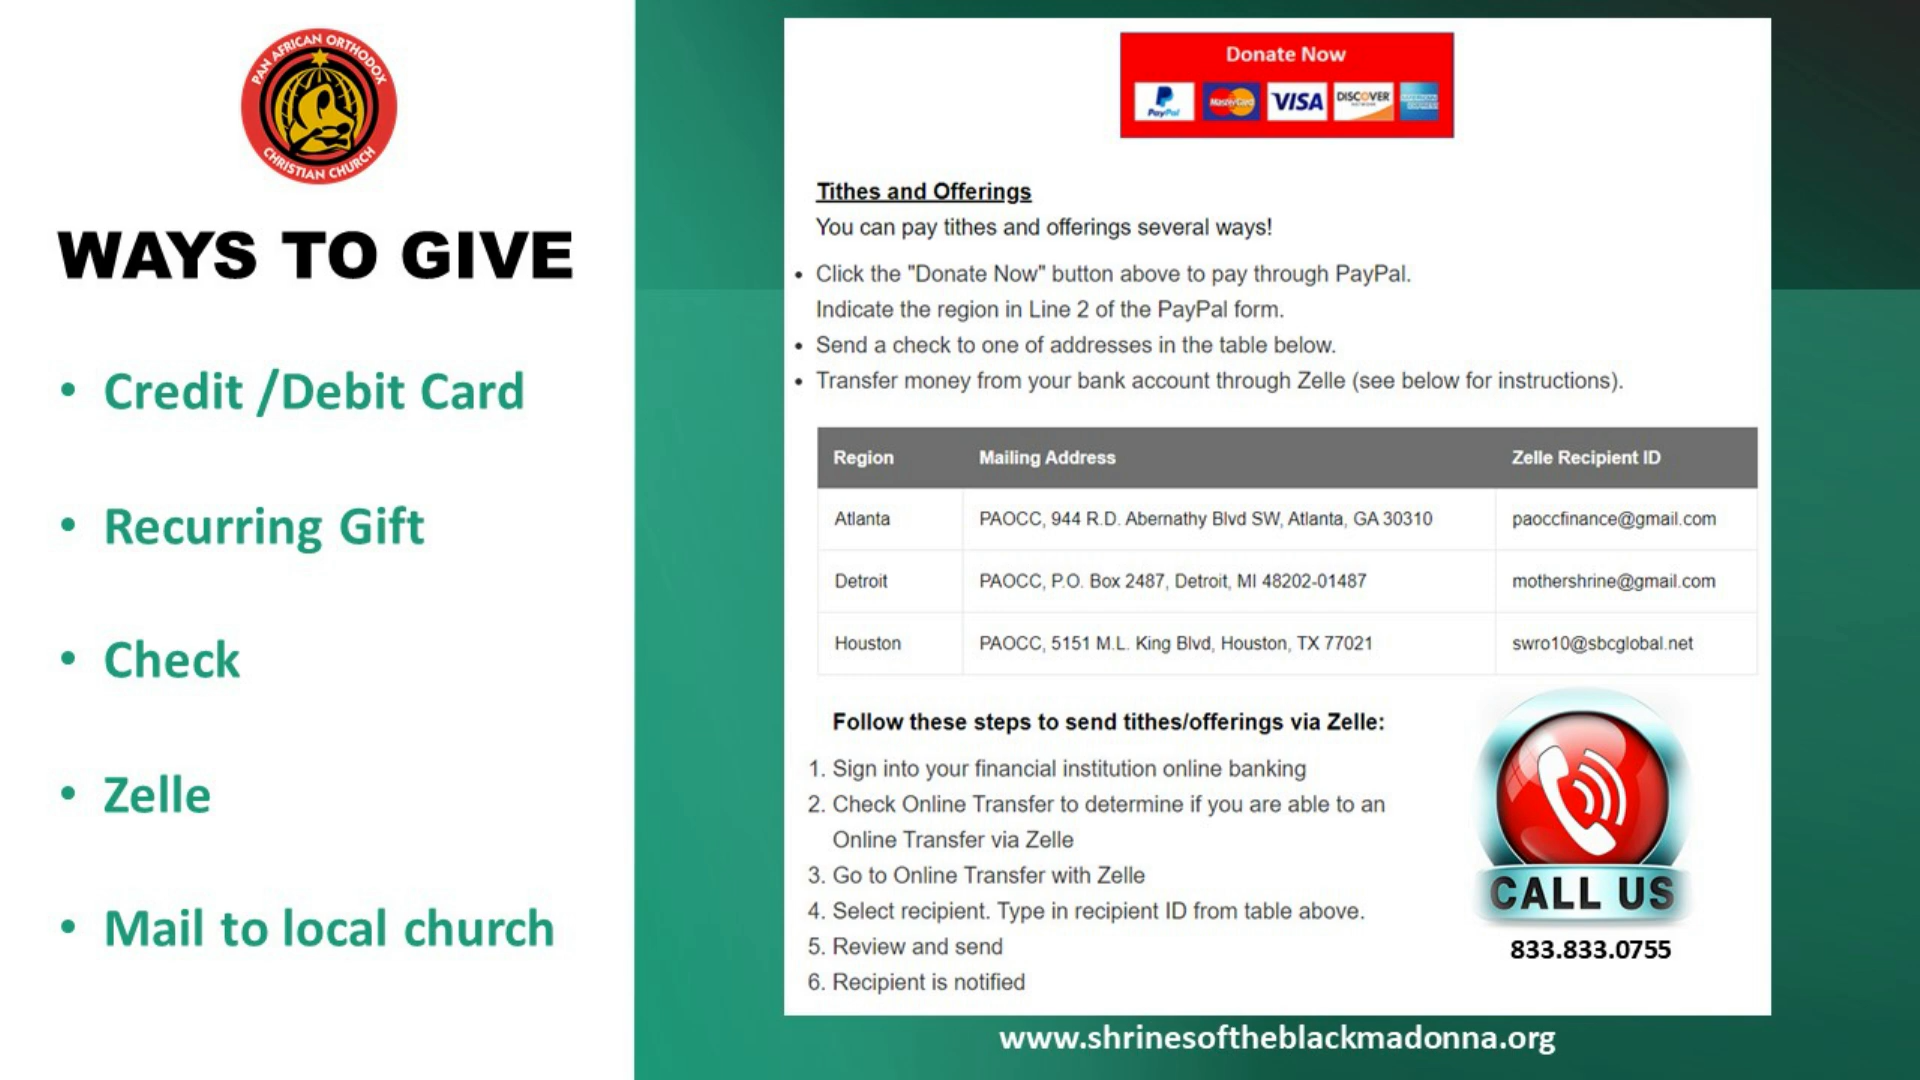 PAN AFRICAN ORTHODOX
CHRISTIAN CHURCH
WAYS TO GIVE
• Credit /Debit Card
• Recurring Gift
• Check
• Zelle
• Mail to local church
Donate Now
PayPal MasterCard VISA DISCOVER NETWORK AMERICAN EXPRESS
Tithes and Offerings
You can pay tithes and offerings several ways!
• Click the "Donate Now" button above to pay through PayPal.
Indicate the region in Line 2 of the PayPal form.
• Send a check to one of addresses in the table below.
• Transfer money from your bank account through Zelle (see below for instructions).
Region Mailing Address Zelle Recipient ID
Atlanta PAOCC, 944 R.D. Abernathy Blvd SW, Atlanta, GA 30310 paoccfinance@gmail.com
Detroit PAOCC, P.O. Box 2487, Detroit, MI 48202-01487 mothershrine@gmail.com
Houston PAOCC, 5151 M.L. King Blvd, Houston, TX 77021 swro10@sbcglobal.net
Follow these steps to send tithes/offerings via Zelle:
1. Sign into your financial institution online banking
2. Check Online Transfer to determine if you are able to an
Online Transfer via Zelle
3. Go to Online Transfer with Zelle
4. Select recipient. Type in recipient ID from table above.
5. Review and send
6. Recipient is notified
CALL US
833.833.0755
www.shrinesoftheblackmadonna.org